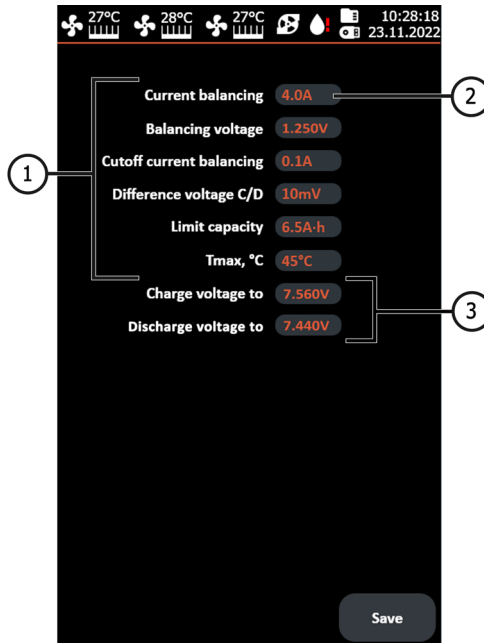 27°C 28°C 27°C 10:28:18
23.11.2022
Current balancing 4.0A 2
Balancing voltage 1.250V
Cutoff current balancing 0.1A
1
Difference voltage C/D 10mV
Limit capacity 6.5A·h
Tmax, °C 45°C
Charge voltage to 7.560V
3
Discharge voltage to 7.440V
Save